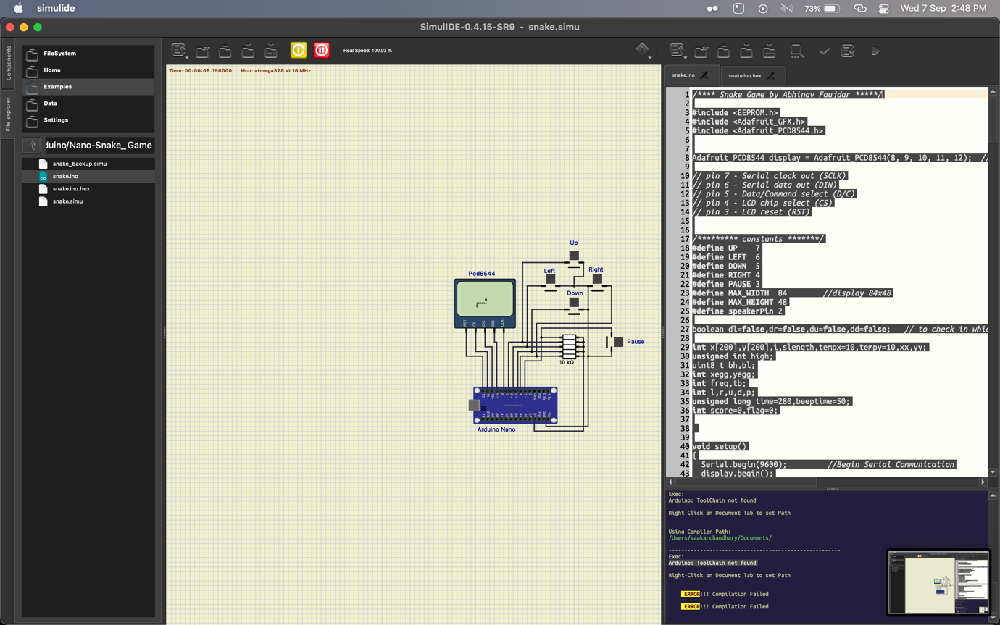 simulide
73%
Wed 7 Sep 2:48 PM
SimulIDE-0.4.15-SR9 - snake.simu
Components
File explorer
FileSystem
Home
Examples
Data
Settings
duino/Nano-Snake_Game
snake_backup.simu
snake.ino
snake.ino.hex
snake.simu
Real Speed: 100.03 %
Time: 00:00:08.150000 Mcu: atmega328 at 16 MHz
Up
Left
Right
Down
Pcd8544
RST
CS
D/C
DIN
CLK
Pause
10 kΩ
Arduino Nano
snake.ino
snake.ino.hex
1 /**** Snake Game by Abhinav Faujdar *****/
2
3 #include <EEPROM.h>
4 #include <Adafruit_GFX.h>
5 #include <Adafruit_PCD8544.h>
6
7
8 Adafruit_PCD8544 display = Adafruit_PCD8544(8, 9, 10, 11, 12); //
9
10 // pin 7 - Serial clock out (SCLK)
11 // pin 6 - Serial data out (DIN)
12 // pin 5 - Data/Command select (D/C)
13 // pin 4 - LCD chip select (CS)
14 // pin 3 - LCD reset (RST)
15
16
17 /********* constants *******/
18 #define UP 7
19 #define LEFT 6
20 #define DOWN 5
21 #define RIGHT 4
22 #define PAUSE 3
23 #define MAX_WIDTH 84 //display 84x48
24 #define MAX_HEIGHT 48
25 #define speakerPin 2
26
27 boolean dl=false,dr=false,du=false,dd=false; // to check in whic
28
29 int x[200],y[200],i,slength,tempx=10,tempy=10,xx,yy;
30 unsigned int high;
31 uint8_t bh,bl;
32 int xegg,yegg;
33 int freq,tb;
34 int l,r,u,d,p;
35 unsigned long time=280,beeptime=50;
36 int score=0,flag=0;
37
38
39
40 void setup()
41 {
42 Serial.begin(9600); //Begin Serial Communication
43 display.begin();
Exec:
Arduino: ToolChain not found
Right-Click on Document Tab to set Path
Using Compiler Path:
/Users/saakarchaudhary/Documents/
-------------------------------------------------------
Exec:
Arduino: ToolChain not found
Right-Click on Document Tab to set Path
ERROR!!! Compilation Failed
ERROR!!! Compilation Failed